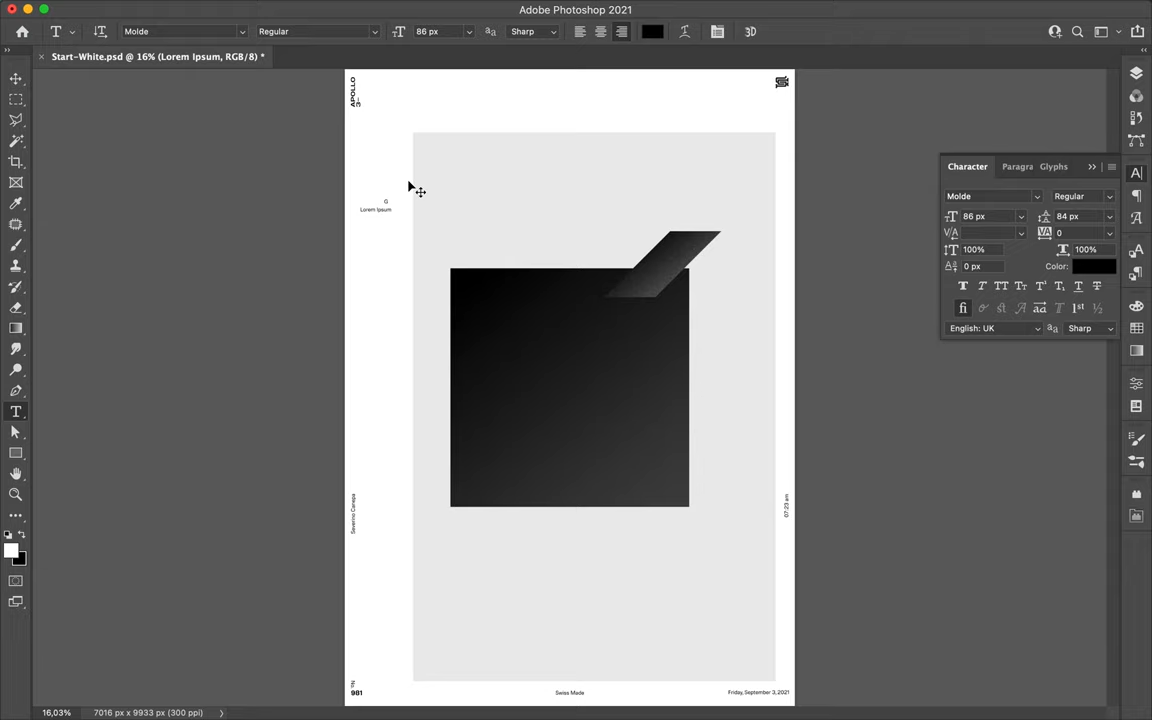 Adobe Photoshop 2021
Molde
Regular
86 px
Sharp
3D
Start-White.psd @ 16% (Lorem Ipsum, RGB/8) *
APOLLO
3—
G
Lorem Ipsum
Severino Canepa
07:23 am
No
981
Swiss Made
Friday, September 3, 2021
Character
Paragra
Glyphs
Molde
Regular
86 px
84 px
0
100%
100%
0 px
Color:
English: UK
Sharp
16,03%
7016 px x 9933 px (300 ppi)